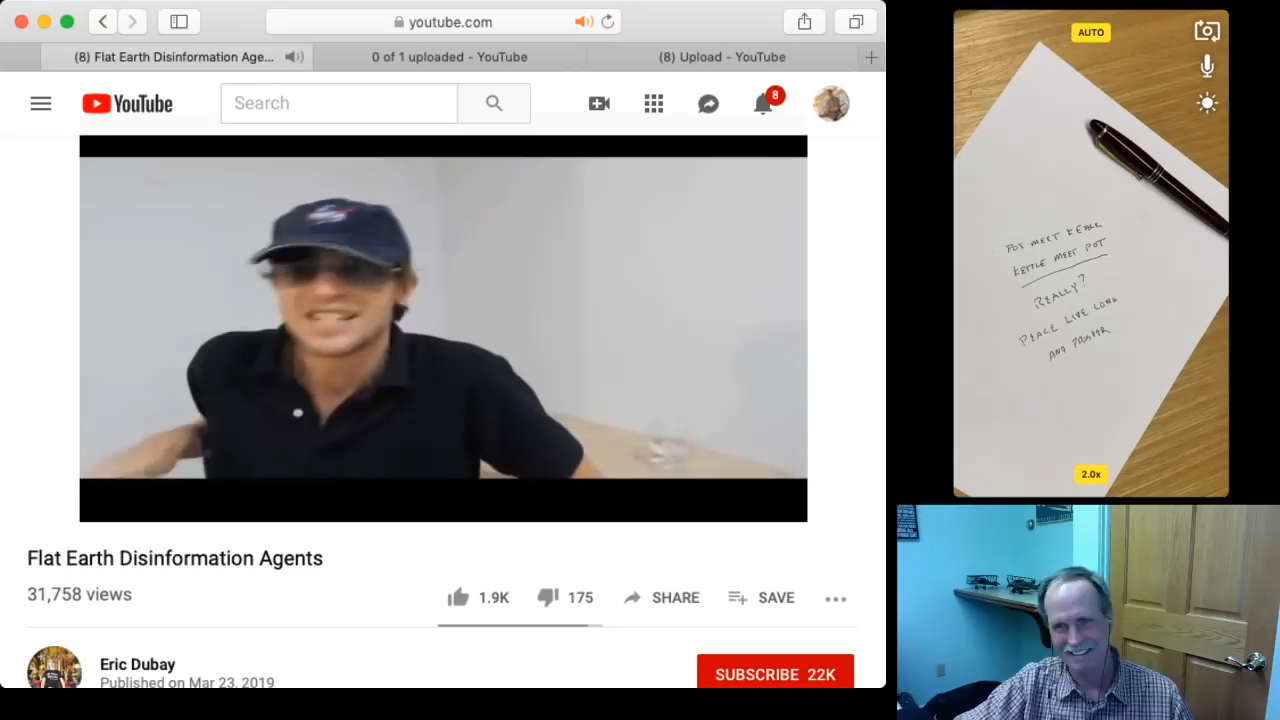 youtube.com
(8) Flat Earth Disinformation Age...
0 of 1 uploaded - YouTube
(8) Upload - YouTube
YouTube
Search
8
Flat Earth Disinformation Agents
31,758 views
1.9K
175
SHARE
SAVE
Eric Dubay
Published on Mar 23, 2019
SUBSCRIBE 22K
AUTO
POT MEET KETTLE
KETTLE MEET POT
REALLY?
PEACE LIVE LONG
AND PROSPER
2.0x